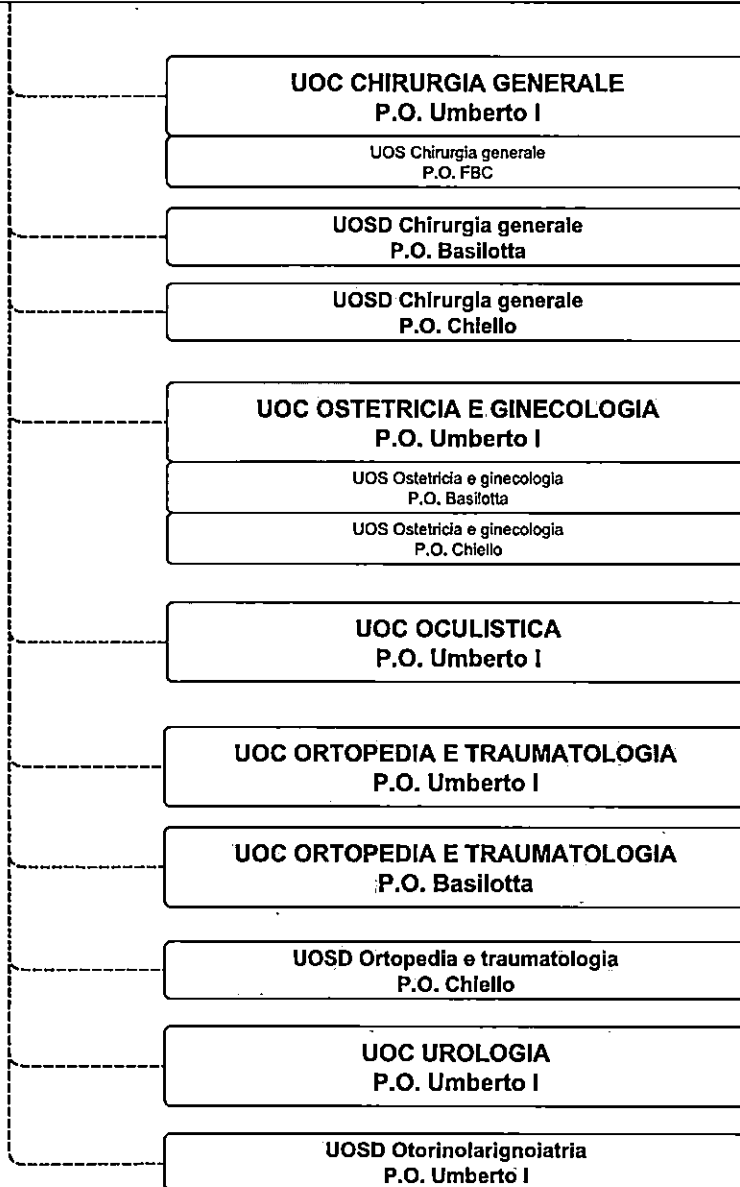 UOC CHIRURGIA GENERALE
P.O. Umberto I
UOS Chirurgia generale
P.O. FBC
UOSD Chirurgia generale
P.O. Basilotta
UOSD Chirurgia generale
P.O. Chiello
UOC OSTETRICIA E GINECOLOGIA
P.O. Umberto I
UOS Ostetricia e ginecologia
P.O. Basilotta
UOS Ostetricia e ginecologia
P.O. Chiello
UOC OCULISTICA
P.O. Umberto I
UOC ORTOPEDIA E TRAUMATOLOGIA
P.O. Umberto I
UOC ORTOPEDIA E TRAUMATOLOGIA
P.O. Basilotta
UOSD Ortopedia e traumatologia
P.O. Chiello
UOC UROLOGIA
P.O. Umberto I
UOSD Otorinolarignoiatria
P.O. Umberto I